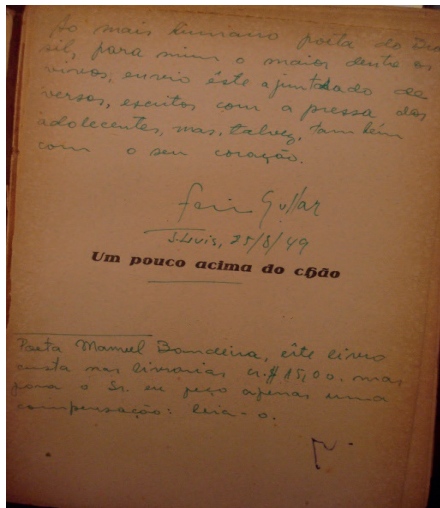 Ao mais humano poeta do Bra
sil, para mim o maior dentre os
vivos, envio êste ajuntado de
versos, escritos com a pressa dos
adolecentes, mas, talvez, também
com o seu coração.
Ferreira Gullar
S. Luis, 25/8/49
Um pouco acima do chão
Poeta Manuel Bandeira, êste livro
custa nas livrarias cr.$ 15,00. mas
para o Sr. eu peço apenas uma
compensação: leia-o.